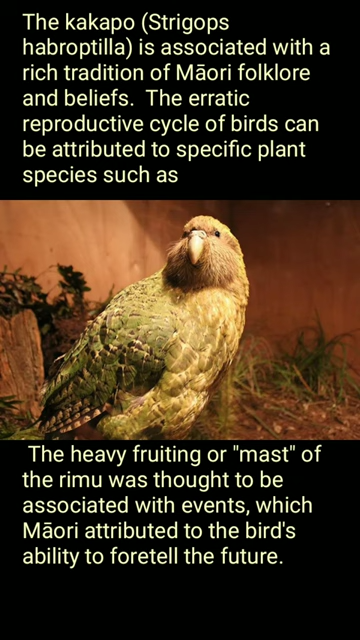 The kakapo (Strigops
habroptilla) is associated with a
rich tradition of Māori folklore
and beliefs.  The erratic
reproductive cycle of birds can
be attributed to specific plant
species such as
The heavy fruiting or "mast" of
the rimu was thought to be
associated with events, which
Māori attributed to the bird's
ability to foretell the future.